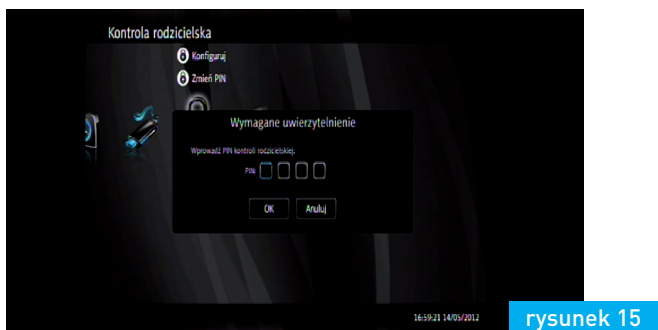 Kontrola rodzicielska
Konfiguruj
Zmień PIN
Wymagane uwierzytelnienie
Wprowadź PIN kontroli rodzicielskiej:
PIN:
OK Anuluj
16:59:21 14/05/2012
rysunek 15